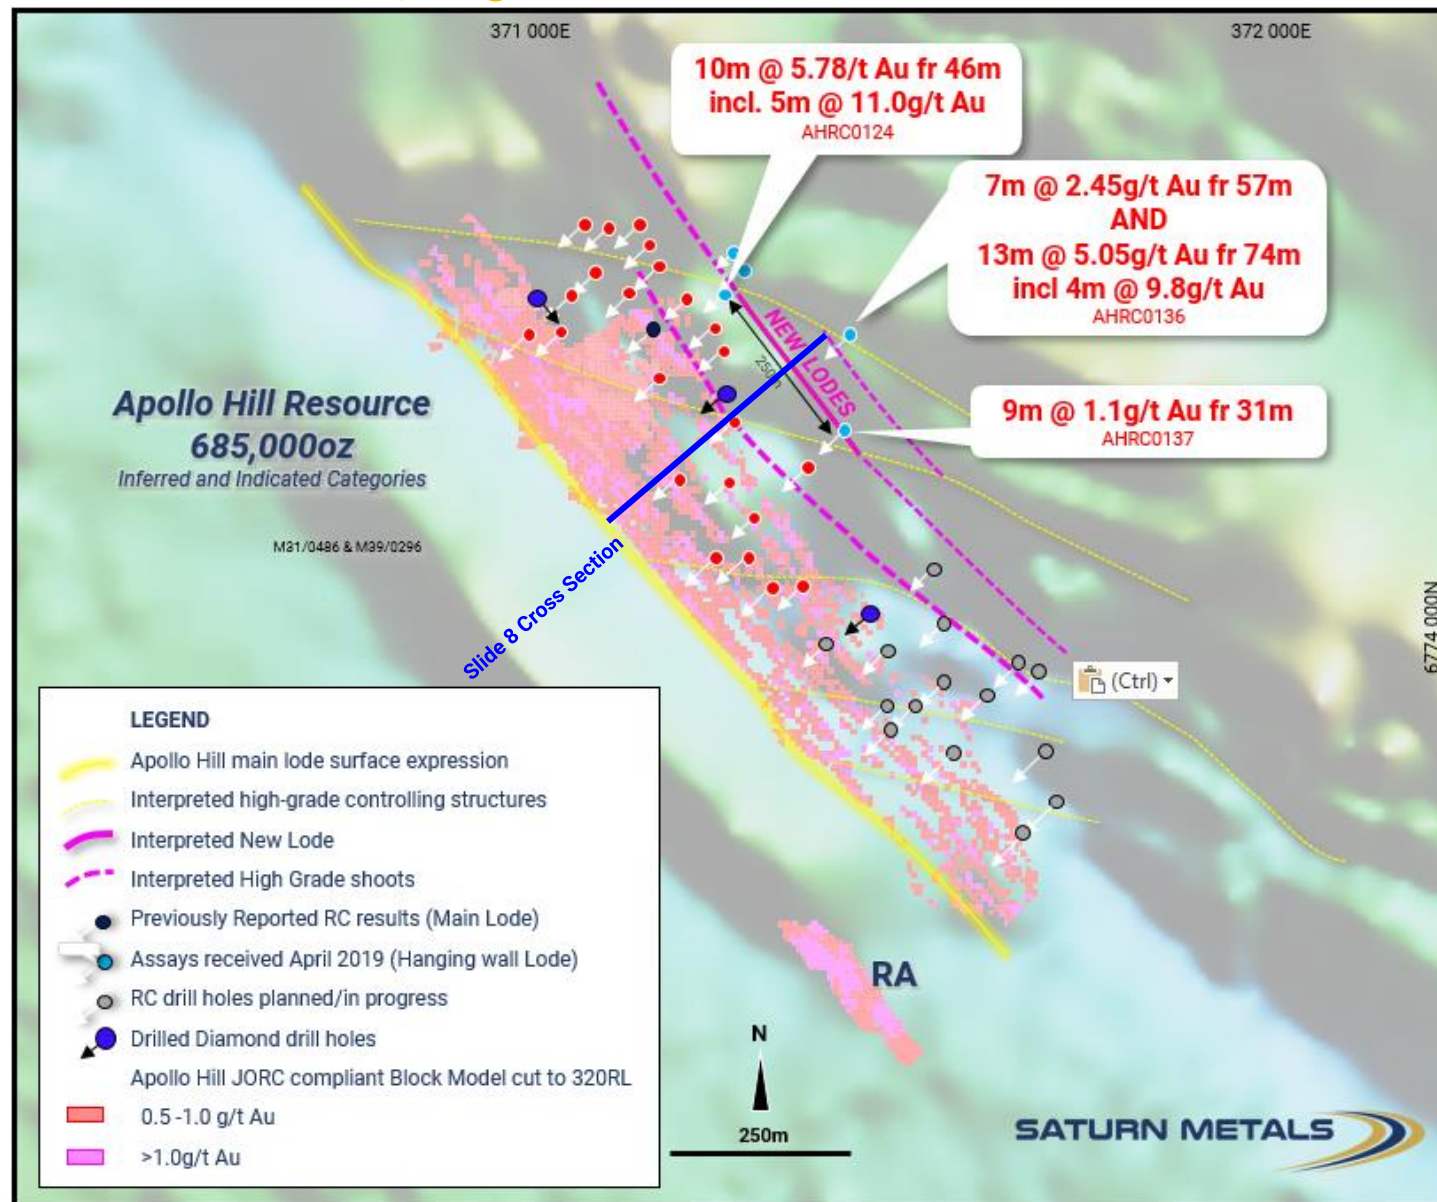 371 000E
372 000E
10m @ 5.78/t Au fr 46m
incl. 5m @ 11.0g/t Au
AHRC0124
7m @ 2.45g/t Au fr 57m
AND
13m @ 5.05g/t Au fr 74m
incl 4m @ 9.8g/t Au
AHRC0136
NEW LODES
250m
9m @ 1.1g/t Au fr 31m
AHRC0137
Apollo Hill Resource
685,000oz
Inferred and Indicated Categories
M31/0486 & M39/0296
Slide 8 Cross Section
6774 000N
(Ctrl)
LEGEND
Apollo Hill main lode surface expression
Interpreted high-grade controlling structures
Interpreted New Lode
Interpreted High Grade shoots
Previously Reported RC results (Main Lode)
Assays received April 2019 (Hanging wall Lode)
RC drill holes planned/in progress
Drilled Diamond drill holes
Apollo Hill JORC compliant Block Model cut to 320RL
0.5 -1.0 g/t Au
>1.0g/t Au
RA
N
250m
SATURN METALS